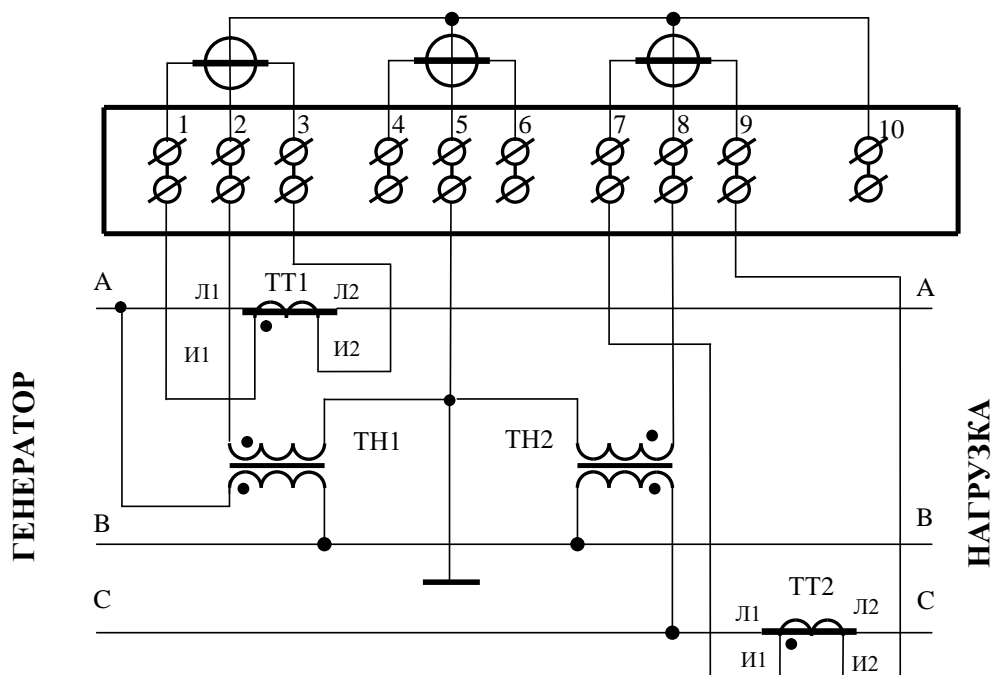 1 2 3 4 5 6 7 8 9 10
А Л1 ТТ1 Л2 А
И1 И2
ТН1 ТН2
ГЕНЕРАТОР
НАГРУЗКА
В В
С ТТ2 С
Л1 Л2
И1 И2